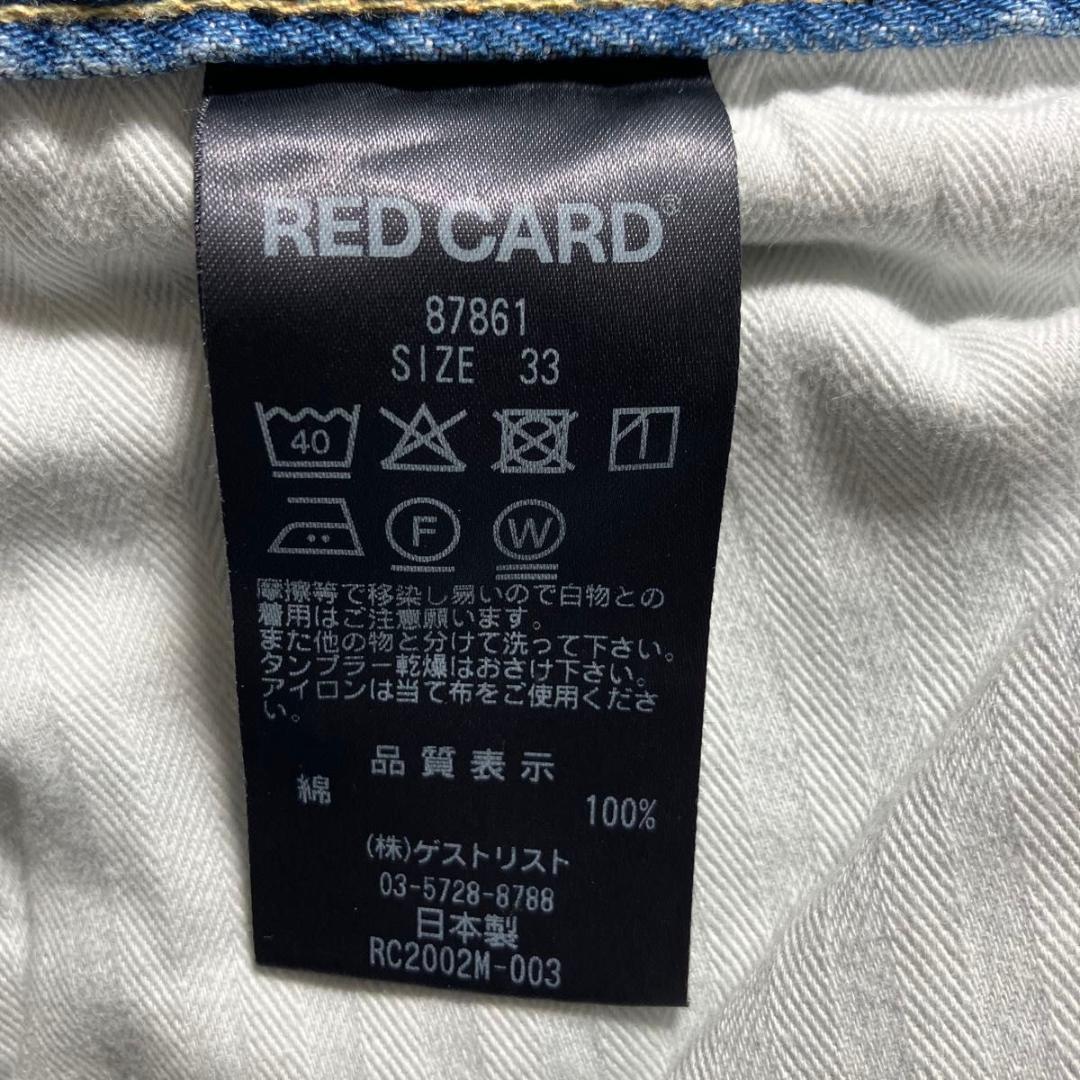 RED CARD®
87861
SIZE 33
40
F W
摩擦等で移染し易いので白物との
着用はご注意願います。
また他の物と分けて洗って下さい。
タンブラー乾燥はおさけ下さい。
アイロンは当て布をご使用くださ
い。
品質表示
綿 100%
(株)ゲストリスト
03-5728-8788
日本製
RC2002M-003